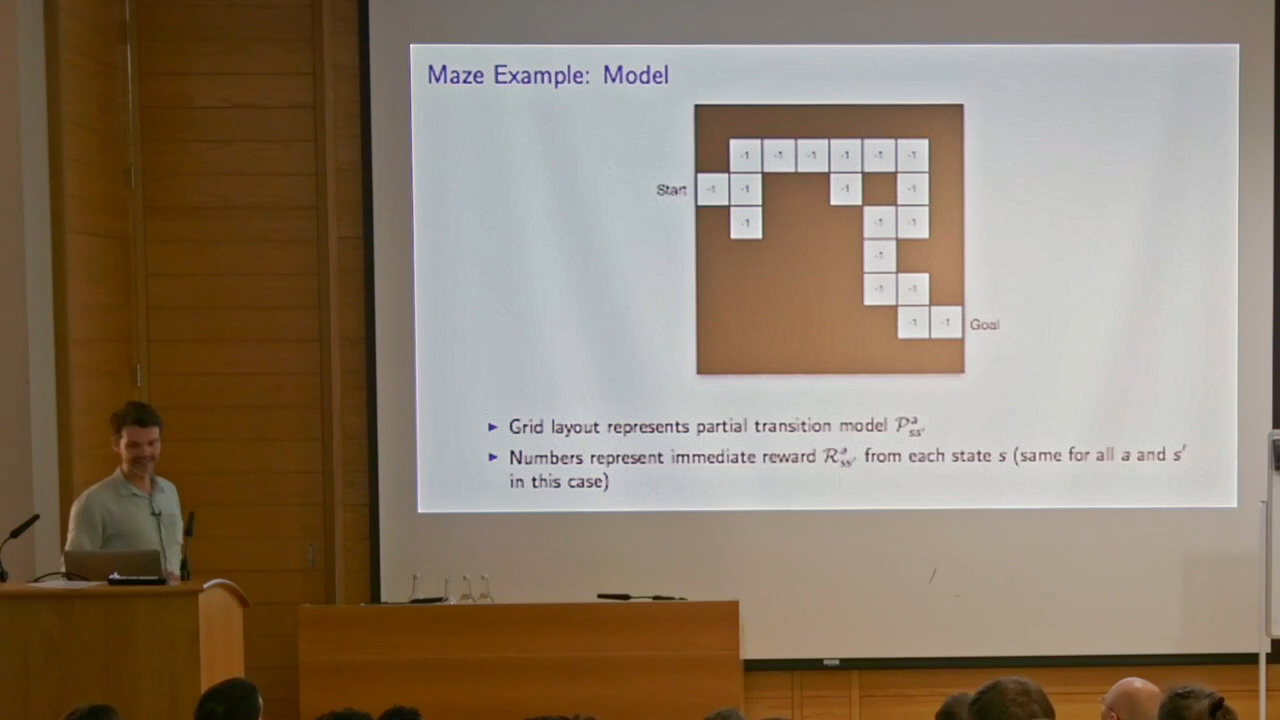 Maze Example: Model
-1 -1 -1 -1 -1 -1
Start -1 -1 -1 -1
-1 -1 -1
-1
-1 -1
-1 -1 Goal
▶ Grid layout represents partial transition model 𝒫ᵃₛₛ′
▶ Numbers represent immediate reward ℛᵃₛₛ′ from each state s (same for all a and s′
in this case)